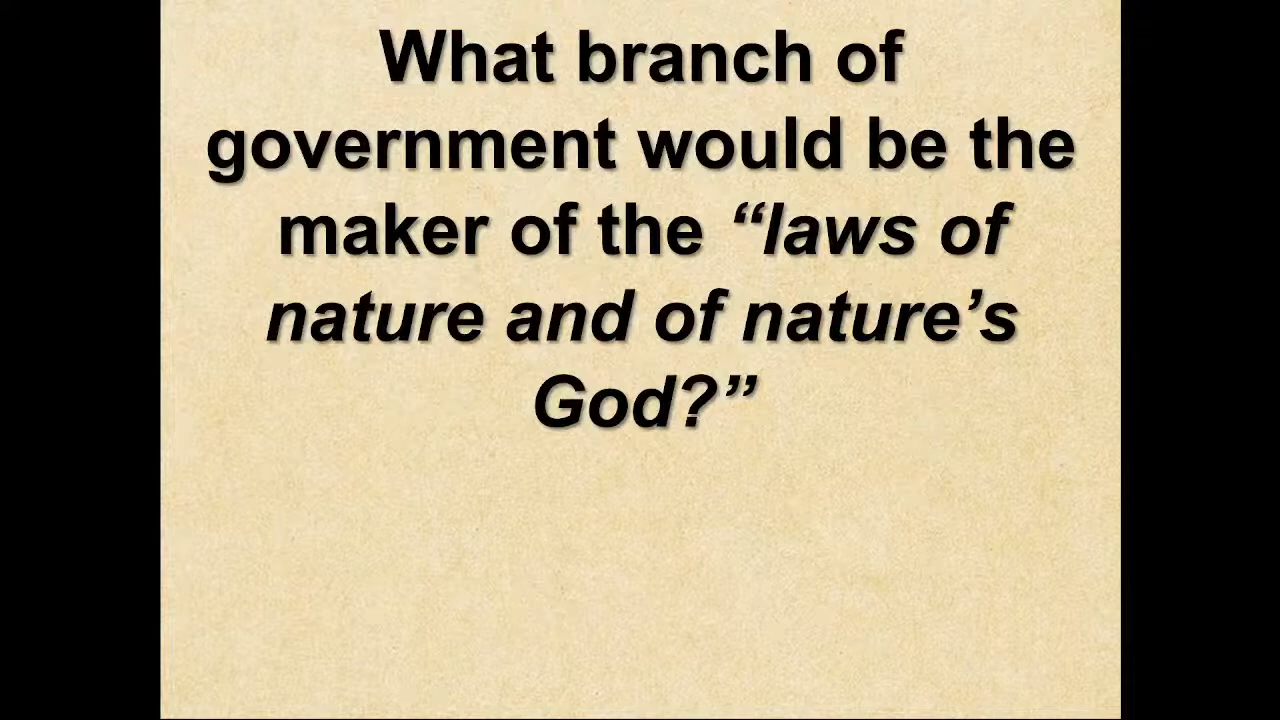 What branch of
government would be the
maker of the “laws of
nature and of nature’s
God?”